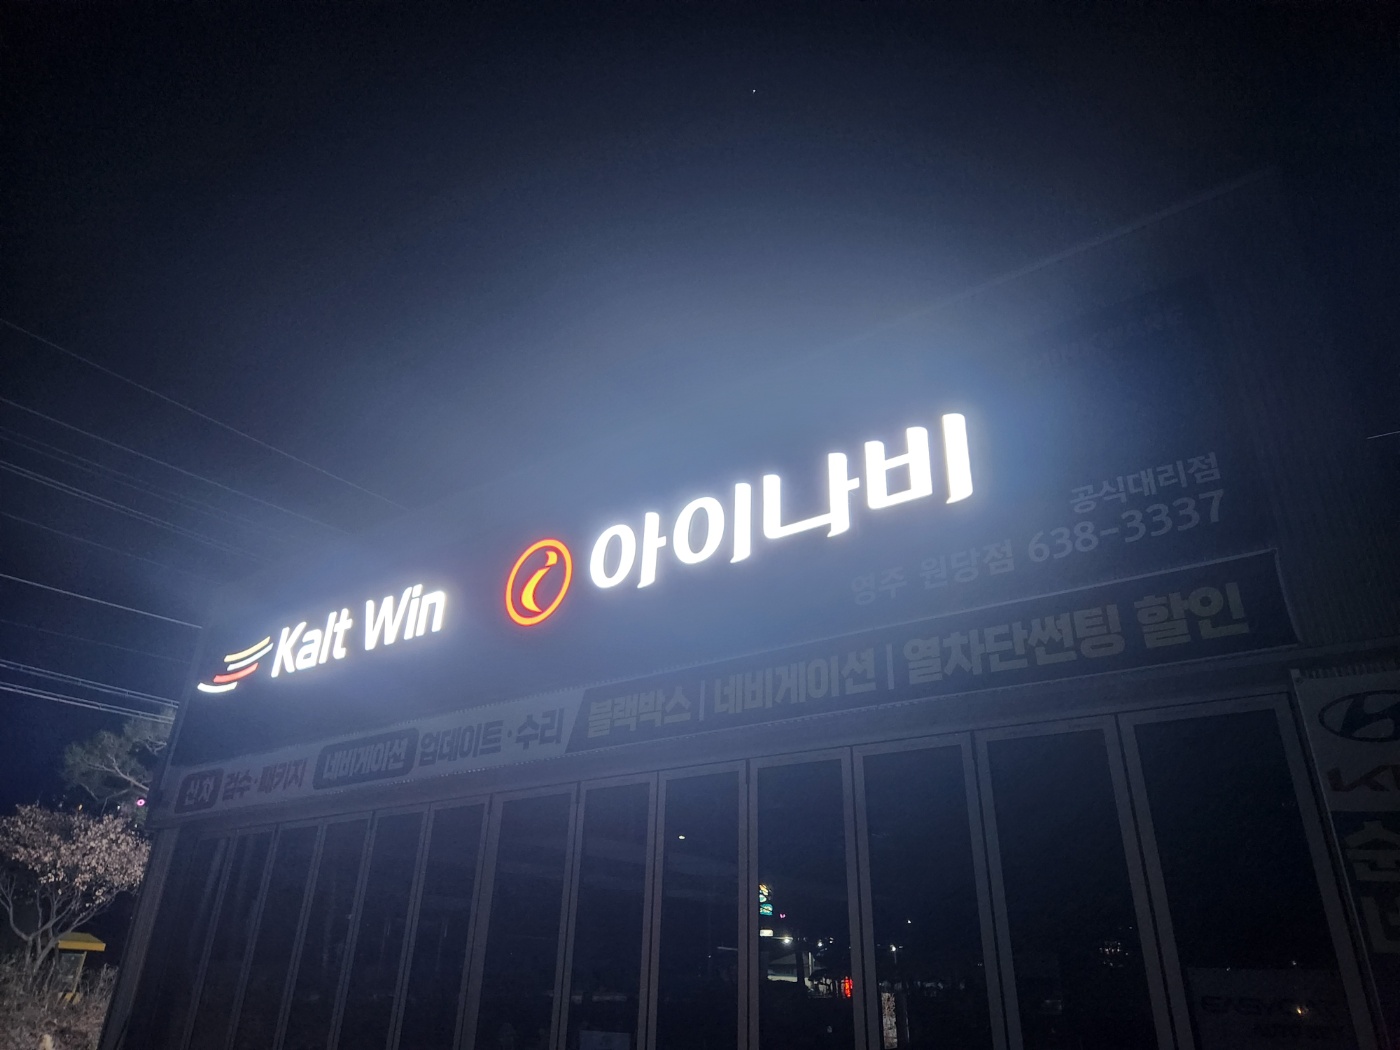 Kalt Win 아이나비
공식대리점
영주 원당점 638-3337
신차 검수·패키지 네비게이션 업데이트·수리 블랙박스 | 네비게이션 | 열차단썬팅 할인